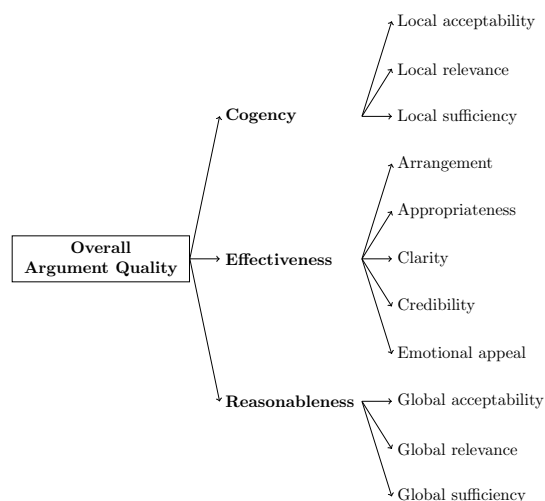 Local acceptability
Local relevance
Cogency
Local sufficiency
Arrangement
Appropriateness
Overall
Argument Quality
Effectiveness
Clarity
Credibility
Emotional appeal
Reasonableness
Global acceptability
Global relevance
Global sufficiency